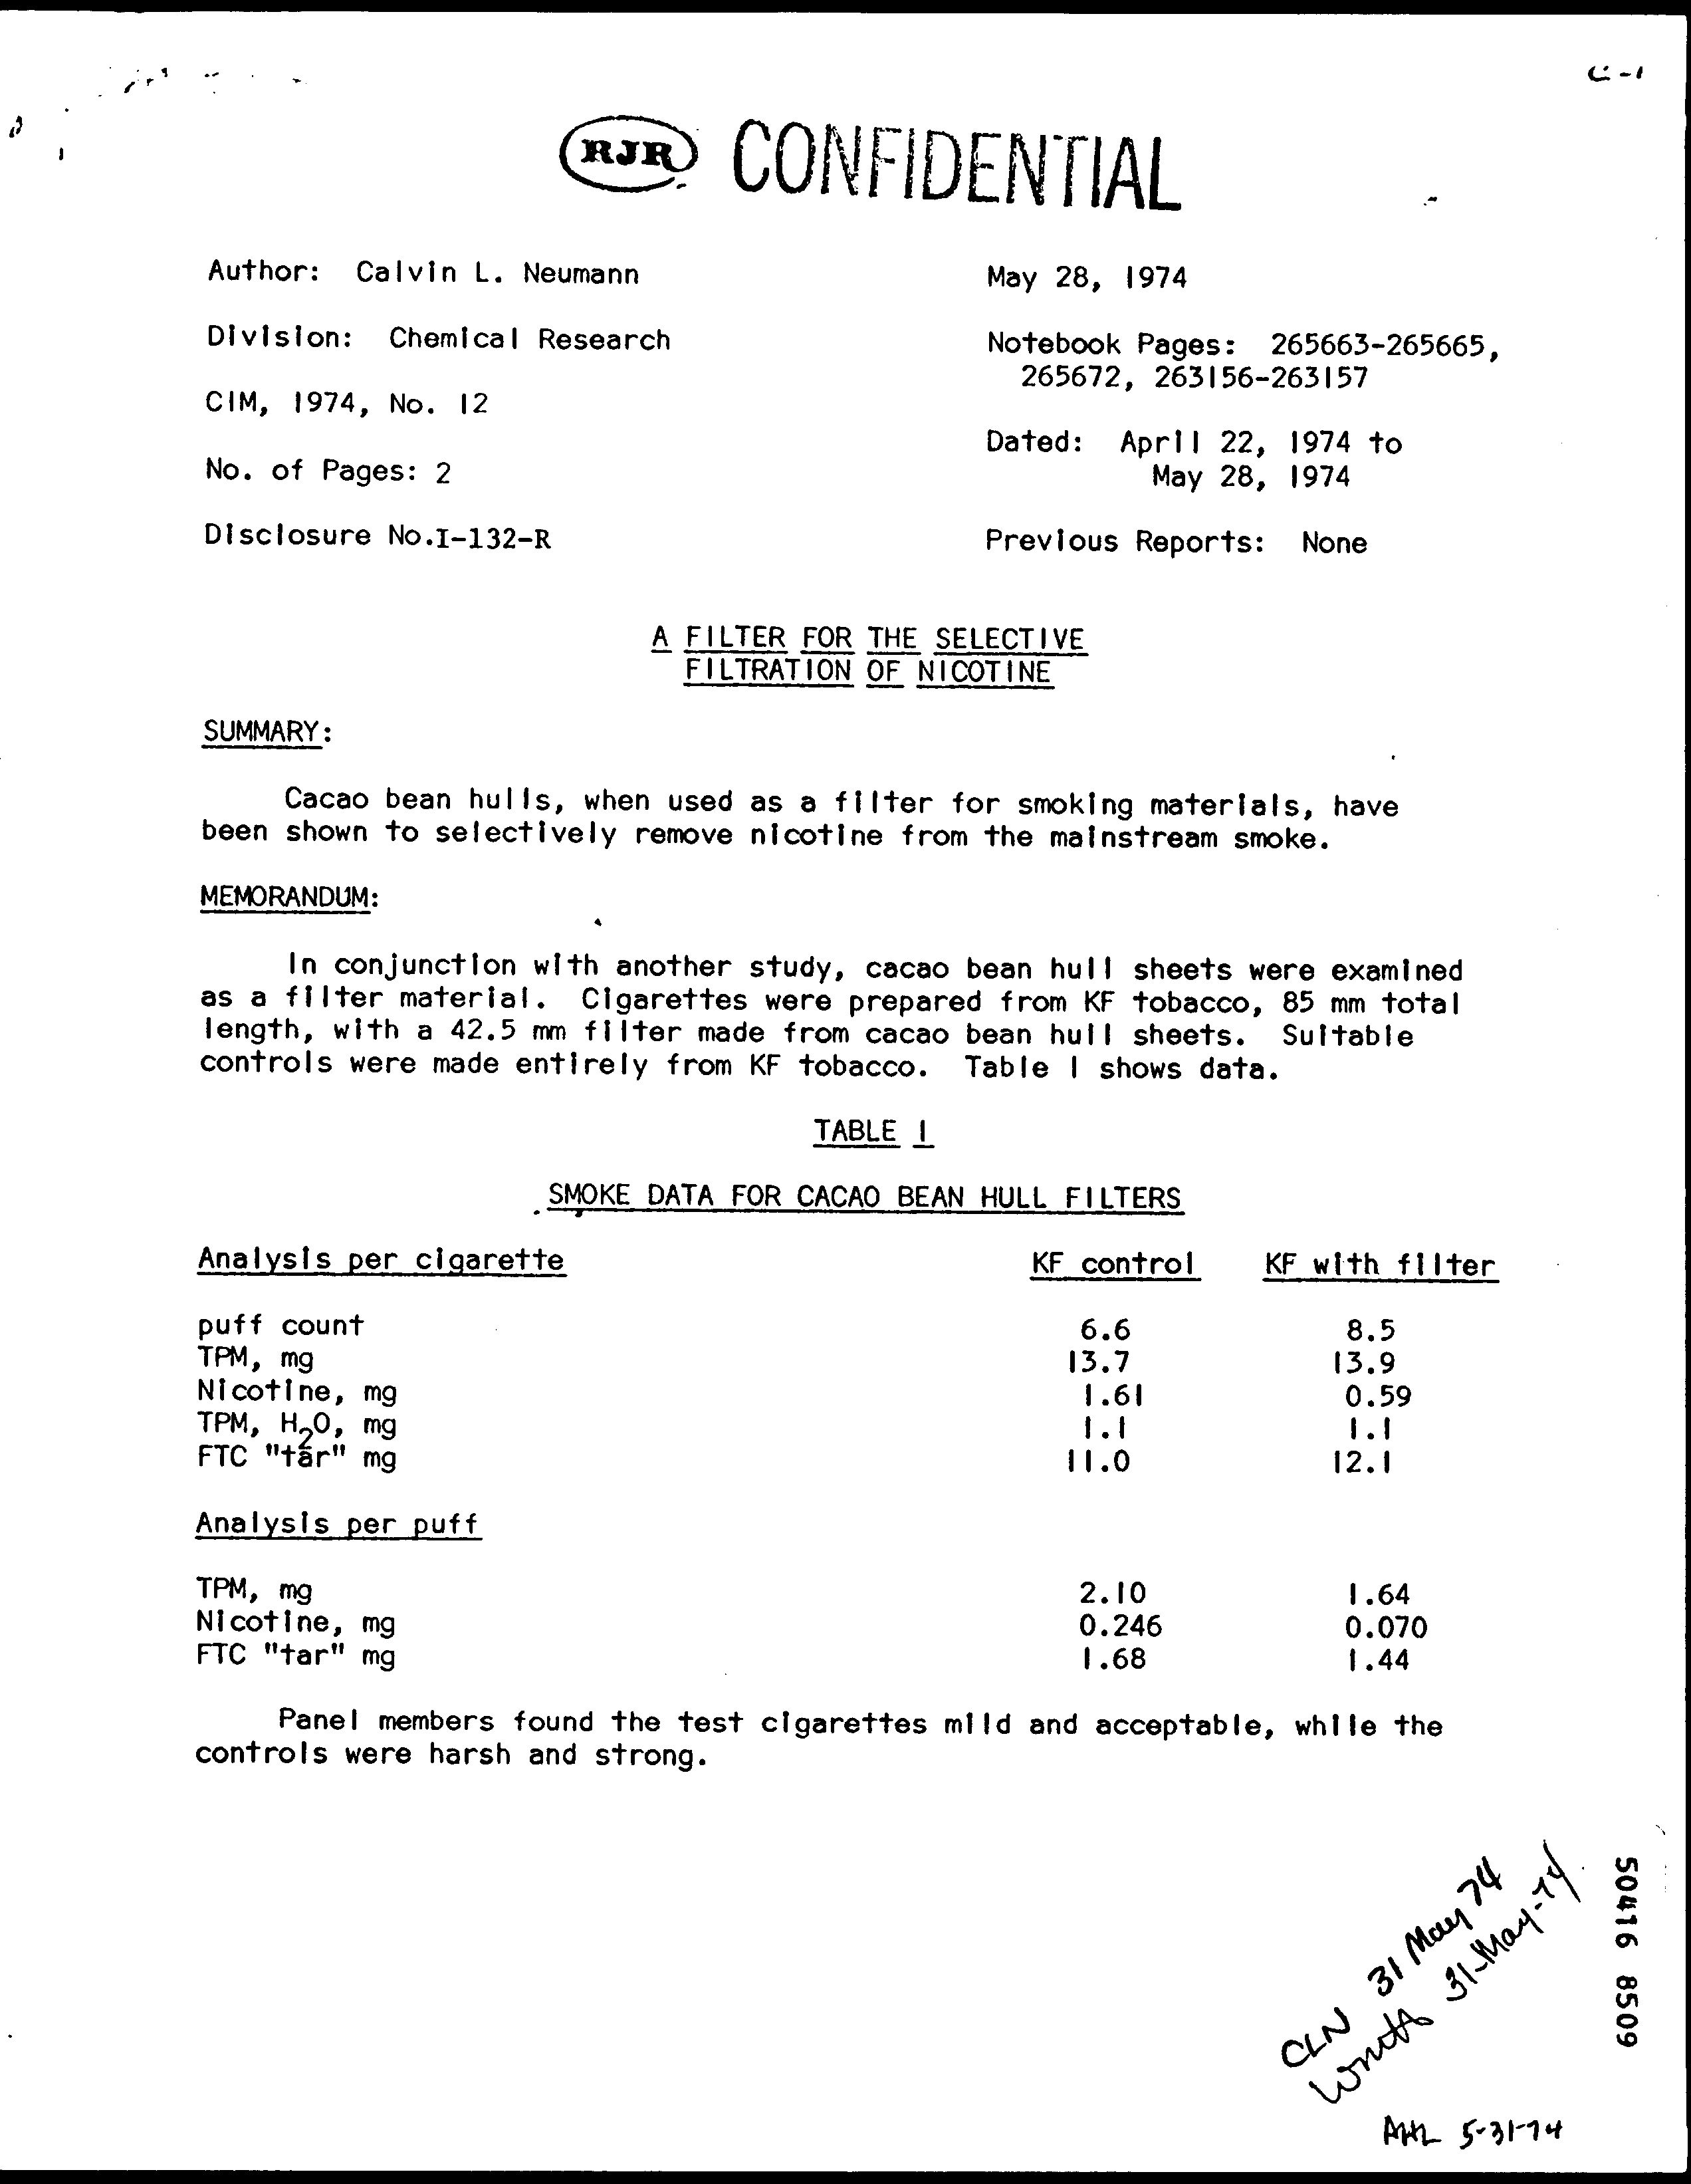 C-1
RJR CONFIDENTIAL
Author: Calvin L. Neumann
May 28, 1974
Division: Chemical Research
Notebook Pages: 265663-265665,
265672, 263156-263157
CIM, 1974, No. 12
Dated: April 22, 1974 to
May 28, 1974
No. of Pages: 2
Disclosure No.I-132-R
Previous Reports: None
A FILTER FOR THE SELECTIVE
FILTRATION OF NICOTINE
SUMMARY:
Cacao bean hulls, when used as a filter for smoking materials, have
been shown to selectively remove nicotine from the mainstream smoke.
MEMORANDUM:
In conjunction with another study, cacao bean hull sheets were examined
as a filter material. Cigarettes were prepared from KF tobacco, 85 mm total
length, with a 42.5 mm filter made from cacao bean hull sheets. Suitable
controls were made entirely from KF tobacco. Table I shows data.
TABLE I
SMOKE DATA FOR CACAO BEAN HULL FILTERS
Analysis per cigarette KF control KF with filter
puff count 6.6 8.5
TPM, mg 13.7 13.9
Nicotine, mg 1.61 0.59
TPM, H2O, mg 1.1 1.1
FTC "tar" mg 11.0 12.1
Analysis per puff
TPM, mg 2.10 1.64
Nicotine, mg 0.246 0.070
FTC "tar" mg 1.68 1.44
Panel members found the test cigarettes mild and acceptable, while the
controls were harsh and strong.
CLN 31 May 74
31-May-74
5-31-74
50416 8509